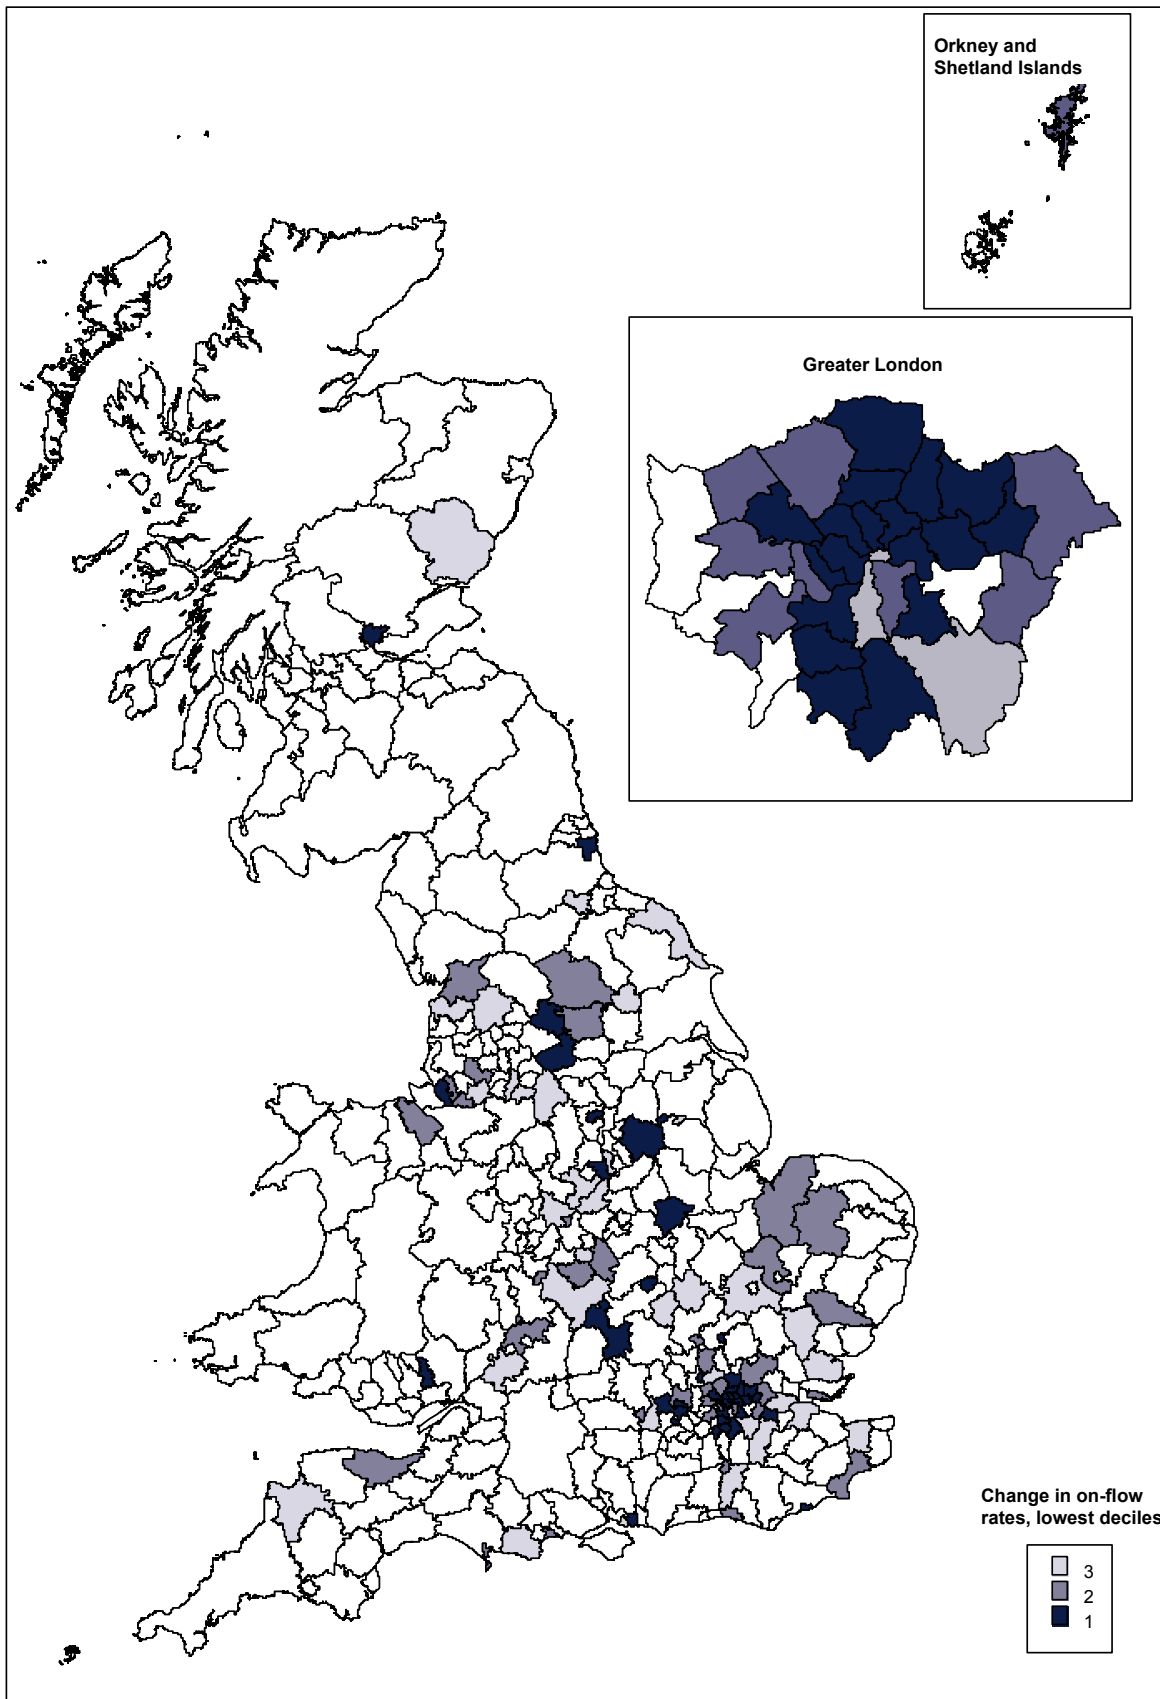 Orkney and
Shetland Islands
Greater London
Change in on-flow
rates, lowest deciles
3
2
1